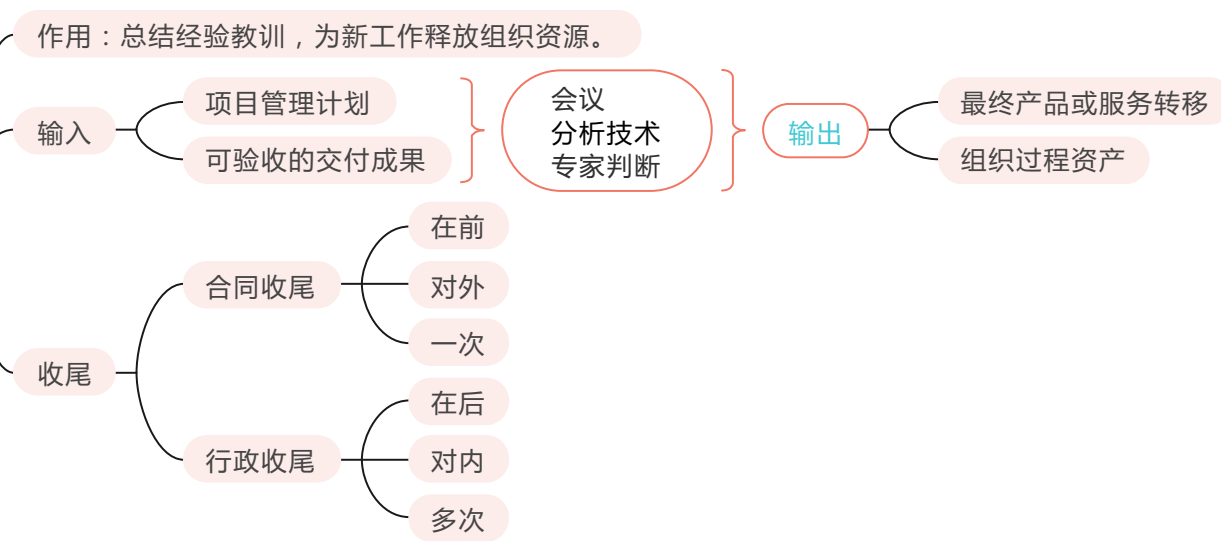 作用：总结经验教训，为新工作释放组织资源。
输入
项目管理计划
可验收的交付成果
会议
分析技术
专家判断
输出
最终产品或服务转移
组织过程资产
收尾
合同收尾
在前
对外
一次
行政收尾
在后
对内
多次